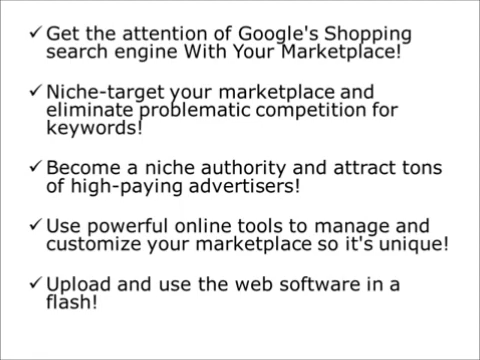 ✓Get the attention of Google's Shopping
search engine With Your Marketplace!
✓Niche-target your marketplace and
eliminate problematic competition for
keywords!
✓Become a niche authority and attract tons
of high-paying advertisers!
✓Use powerful online tools to manage and
customize your marketplace so it's unique!
✓Upload and use the web software in a
flash!